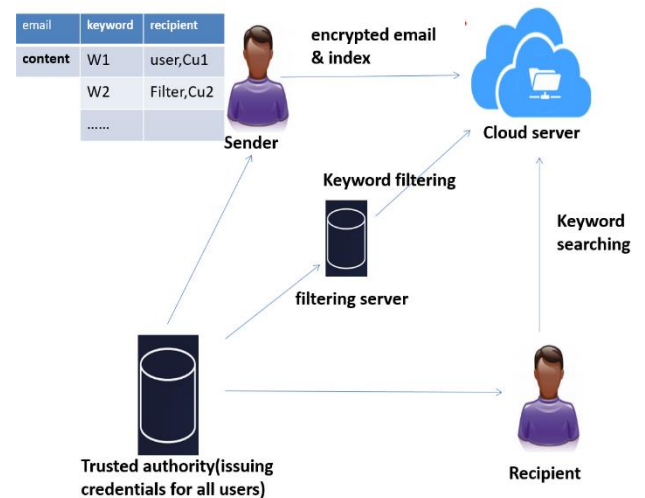 email keyword recipient
content W1 user,Cu1
W2 Filter,Cu2
......
Sender
encrypted email
& index
Cloud server
Keyword filtering
Keyword
searching
filtering server
Trusted authority(issuing
credentials for all users)
Recipient